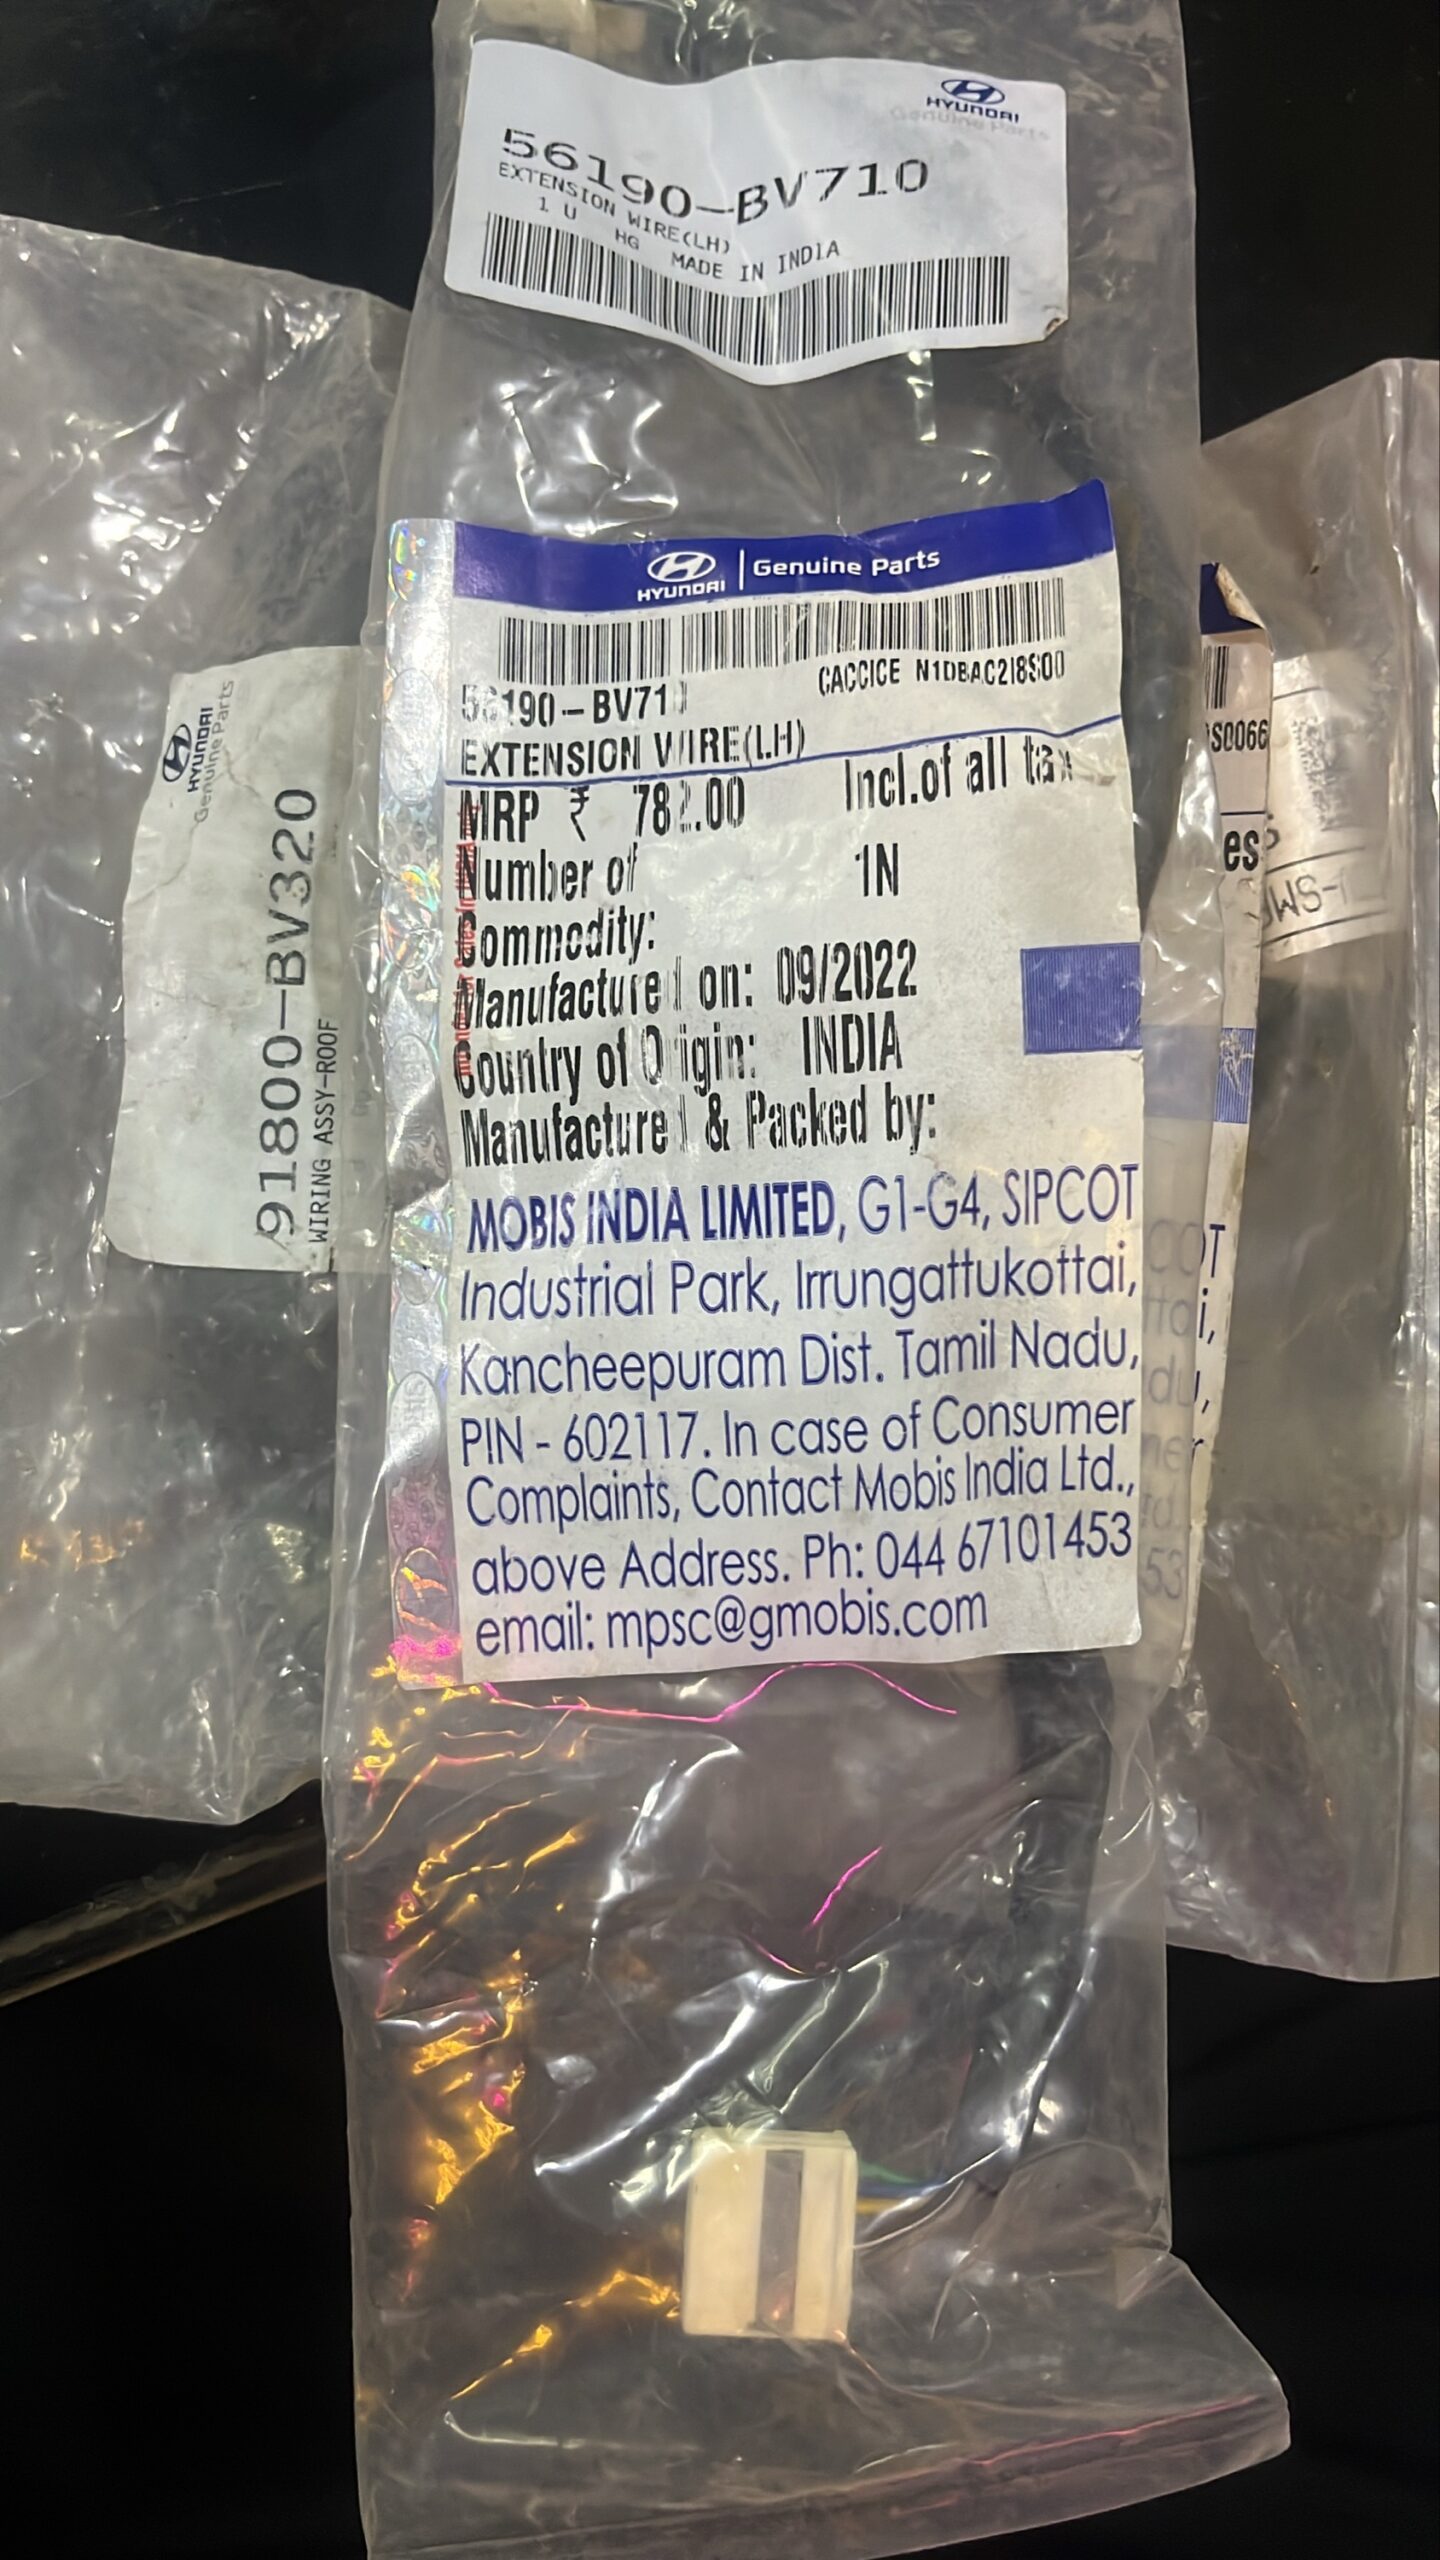 HYUNDAI
Genuine Parts
56190-BV710
EXTENSION WIRE(LH)
1 U HG MADE IN INDIA
HYUNDAI | Genuine Parts
CACCICE N1DBAC2I8S00
56190-BV710
EXTENSION WIRE(LH)
MRP ₹ 782.00 Incl.of all tax
Number of 1N
Commodity:
Manufactured on: 09/2022
Country of Origin: INDIA
Manufactured & Packed by:
MOBIS INDIA LIMITED, G1-G4, SIPCOT
Industrial Park, Irrungattukottai,
Kancheepuram Dist. Tamil Nadu,
PIN - 602117. In case of Consumer
Complaints, Contact Mobis India Ltd.,
above Address. Ph: 044 67101453
email: mpsc@gmobis.com
HYUNDAI
Genuine Parts
91800-BV320
WIRING ASSY-ROOF
S0066
es